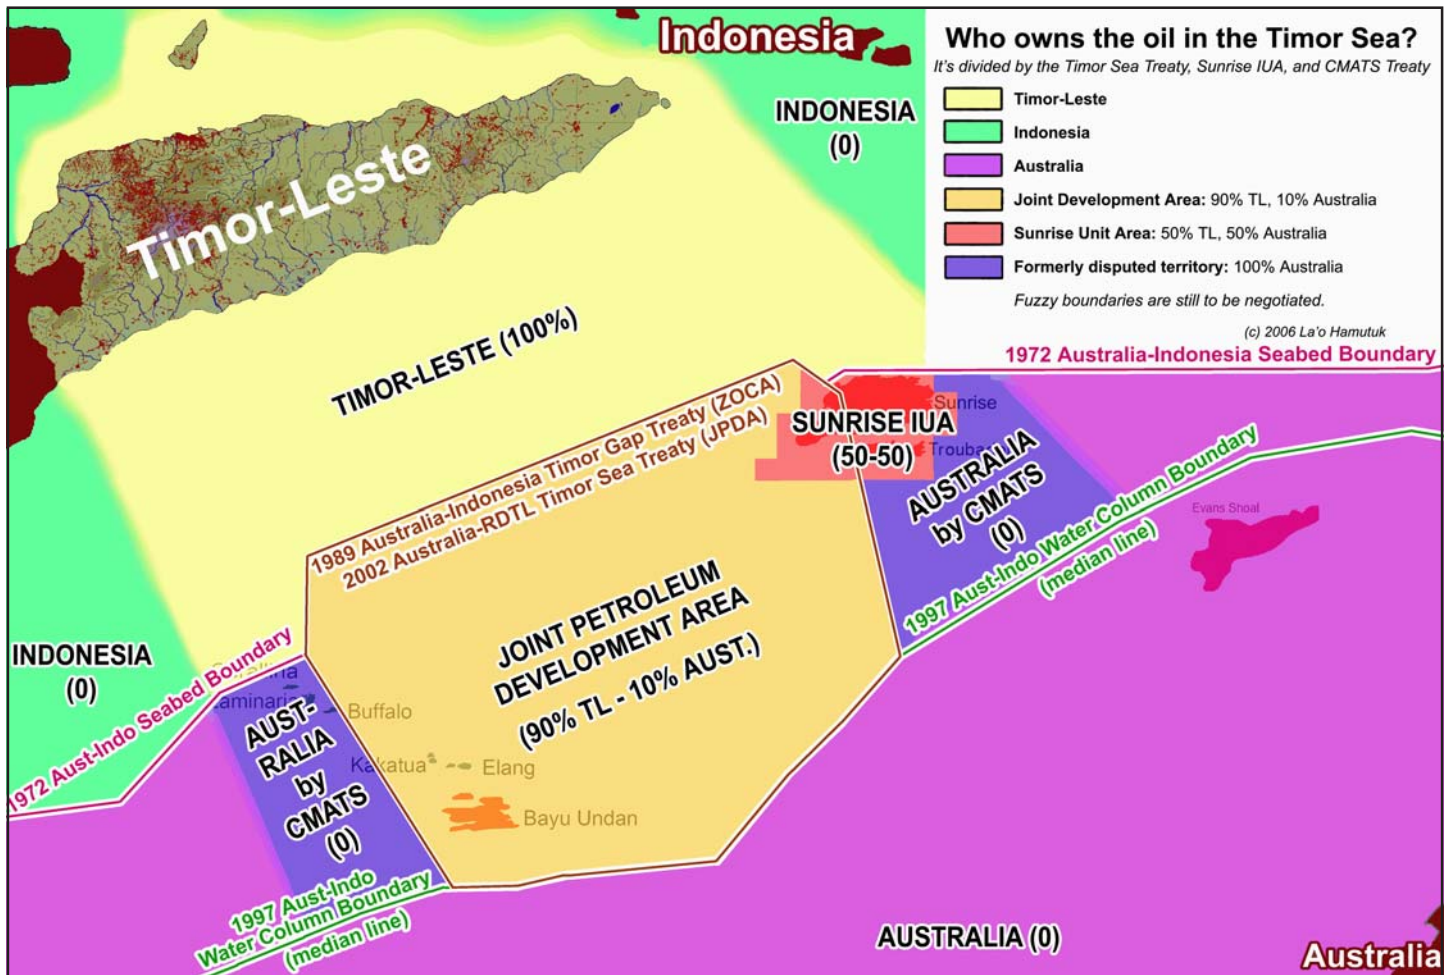 Indonesia
Who owns the oil in the Timor Sea?
It's divided by the Timor Sea Treaty, Sunrise IUA, and CMATS Treaty
Timor-Leste
Indonesia
Australia
Joint Development Area: 90% TL, 10% Australia
Sunrise Unit Area: 50% TL, 50% Australia
Formerly disputed territory: 100% Australia
Fuzzy boundaries are still to be negotiated.
(c) 2006 La'o Hamutuk
INDONESIA
(0)
Timor-Leste
TIMOR-LESTE (100%)
1972 Australia-Indonesia Seabed Boundary
1989 Australia-Indonesia Timor Gap Treaty (ZOCA)
2002 Australia-RDTL Timor Sea Treaty (JPDA)
Sunrise
SUNRISE IUA
(50-50)
AUSTRALIA
by CMATS
(0)
1997 Aust-Indo Water Column Boundary
(median line)
Evans Shoal
JOINT PETROLEUM
DEVELOPMENT AREA
(90% TL - 10% AUST.)
INDONESIA
(0)
1972 Aust-Indo Seabed Boundary
Laminaria
Buffalo
AUST-
RALIA
by
CMATS
(0)
Kakatua
Elang
Bayu Undan
1997 Aust-Indo
Water Column Boundary
(median line)
AUSTRALIA (0)
Australia